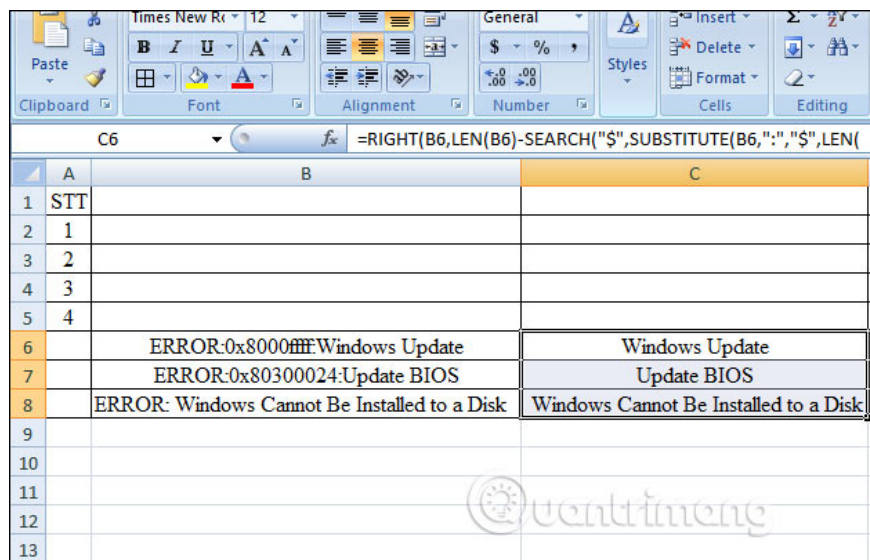 Times New Ro 12 General Insert
Paste B I U A A $ % , Styles Delete
A .00 .00 Format
Clipboard Font Alignment Number Cells Editing
C6 fx =RIGHT(B6,LEN(B6)-SEARCH("$",SUBSTITUTE(B6,":","$",LEN(
A B C
1 STT
2 1
3 2
4 3
5 4
6 ERROR:0x8000ffff:Windows Update Windows Update
7 ERROR:0x80300024:Update BIOS Update BIOS
8 ERROR: Windows Cannot Be Installed to a Disk Windows Cannot Be Installed to a Disk
9
10
11
12
Quantrimang
13